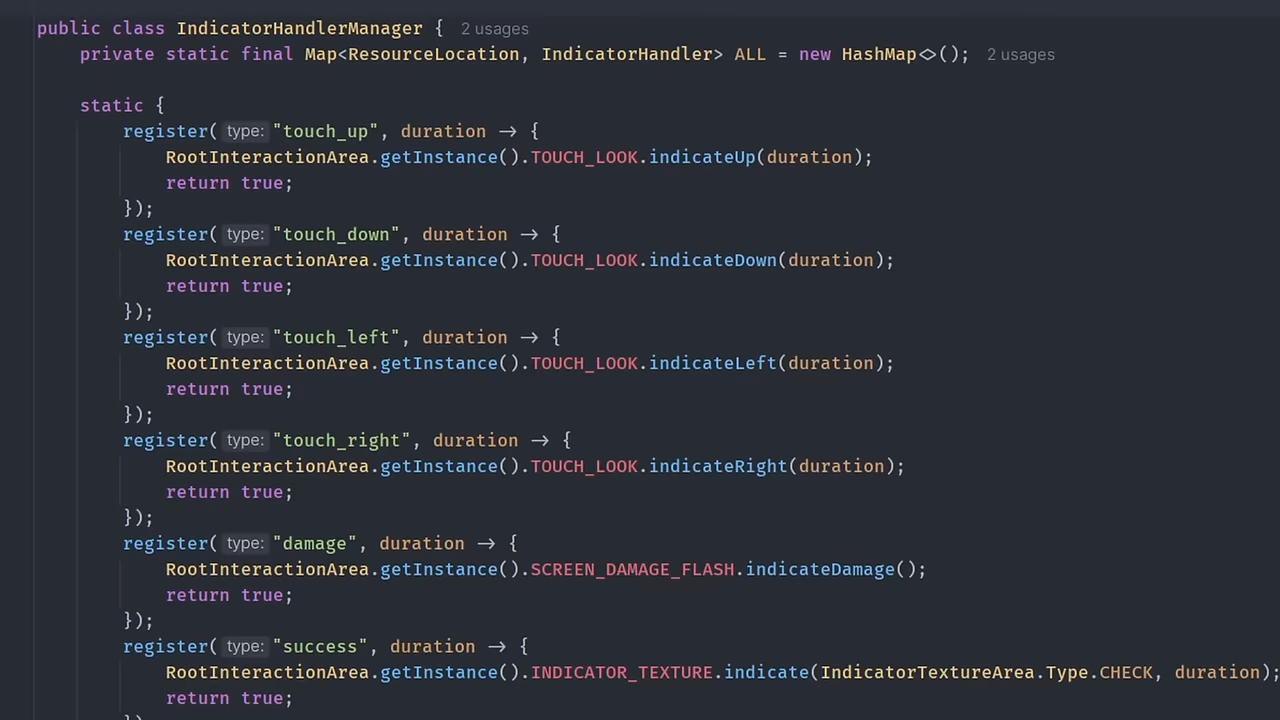 public class IndicatorHandlerManager {  2 usages
    private static final Map<ResourceLocation, IndicatorHandler> ALL = new HashMap<>();  2 usages

    static {
        register( type: "touch_up", duration -> {
            RootInteractionArea.getInstance().TOUCH_LOOK.indicateUp(duration);
            return true;
        });
        register( type: "touch_down", duration -> {
            RootInteractionArea.getInstance().TOUCH_LOOK.indicateDown(duration);
            return true;
        });
        register( type: "touch_left", duration -> {
            RootInteractionArea.getInstance().TOUCH_LOOK.indicateLeft(duration);
            return true;
        });
        register( type: "touch_right", duration -> {
            RootInteractionArea.getInstance().TOUCH_LOOK.indicateRight(duration);
            return true;
        });
        register( type: "damage", duration -> {
            RootInteractionArea.getInstance().SCREEN_DAMAGE_FLASH.indicateDamage();
            return true;
        });
        register( type: "success", duration -> {
            RootInteractionArea.getInstance().INDICATOR_TEXTURE.indicate(IndicatorTextureArea.Type.CHECK, duration);
            return true;